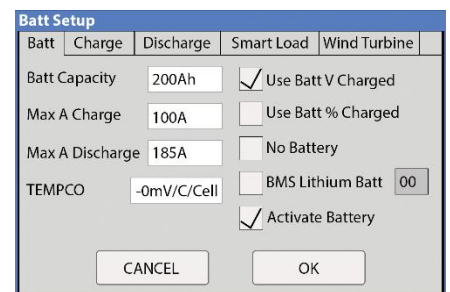 Batt Setup
Batt Charge Discharge Smart Load Wind Turbine
Batt Capacity 200Ah Use Batt V Charged
Max A Charge 100A Use Batt % Charged
Max A Discharge 185A No Battery
TEMPCO -0mV/C/Cell BMS Lithium Batt 00
Activate Battery
CANCEL OK